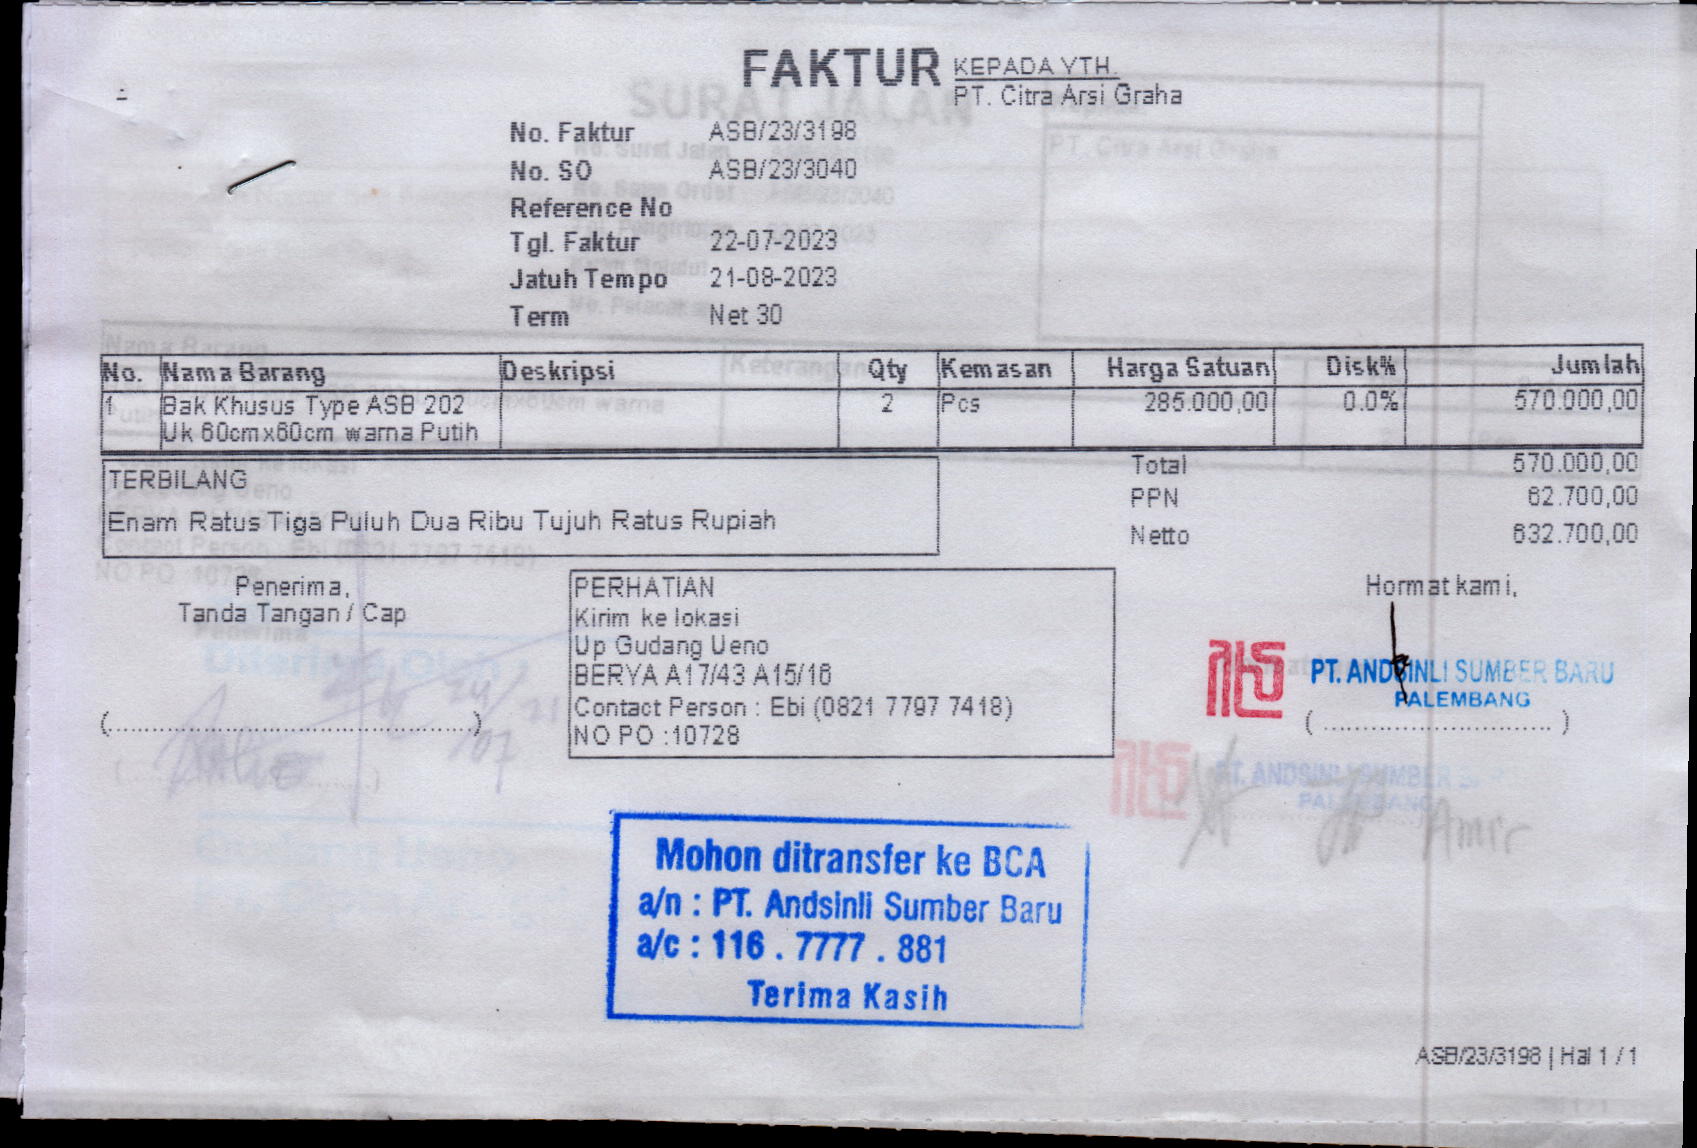 FAKTUR
KEPADA YTH.
PT. Citra Arsi Graha
SURAT JALAN
No. Faktur ASB/23/3198
No. SO ASB/23/3040
Reference No
Tgl. Faktur 22-07-2023
Jatuh Tempo 21-08-2023
Term Net 30
No. Nama Barang Deskripsi Qty Kemasan Harga Satuan Disk% Jumlah
1 Bak Khusus Type ASB 202 2 Pcs 285.000,00 0.0% 570.000,00
Uk 60cmx60cm warna Putih
TERBILANG
Enam Ratus Tiga Puluh Dua Ribu Tujuh Ratus Rupiah
Total 570.000,00
PPN 62.700,00
Netto 632.700,00
Penerima,
Tanda Tangan / Cap
PERHATIAN
Kirim ke lokasi
Up Gudang Ueno
BERYA A17/43 A15/18
Contact Person : Ebi (0821 7797 7418)
NO PO :10728
Hormat kami,
PT. ANDSINLI SUMBER BARU
PALEMBANG
Mohon ditransfer ke BCA
a/n : PT. Andsinli Sumber Baru
a/c : 116 . 7777 . 881
Terima Kasih
ASB/23/3198 | Hal 1 / 1